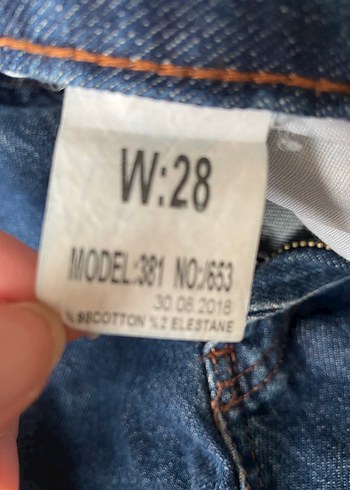 W:28
MODEL:381 NO:/653
30.08.2018
%98COTTON %2 ELESTANE